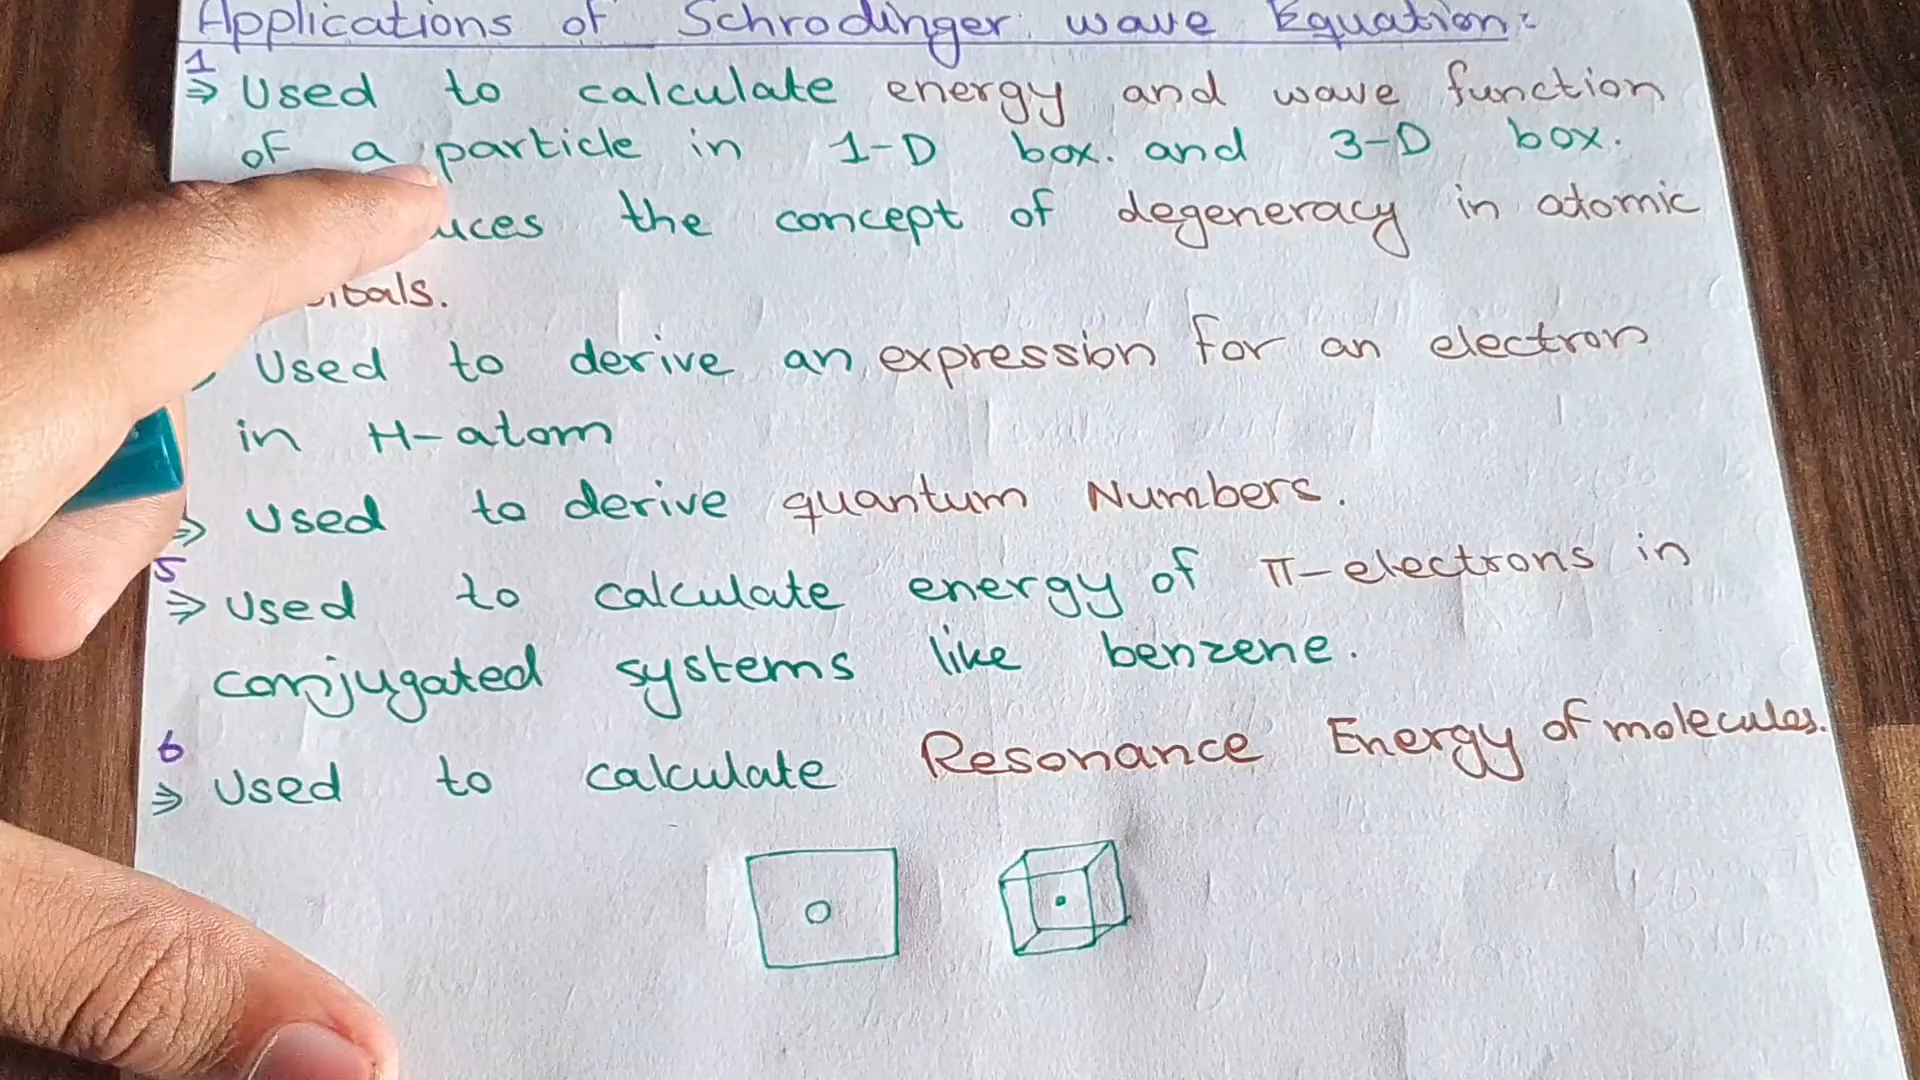 Applications of Schrodinger wave Equation:
1
⇒ Used to calculate energy and wave function
of a particle in 1-D box. and 3-D box.
the concept of degeneracy in atomic
Used to derive an expression for an electron
in H-atom
⇒ Used to derive quantum Numbers.
5
⇒ Used to calculate energy of π-electrons in
conjugated systems like benzene.
6
⇒ Used to calculate Resonance Energy of molecules.